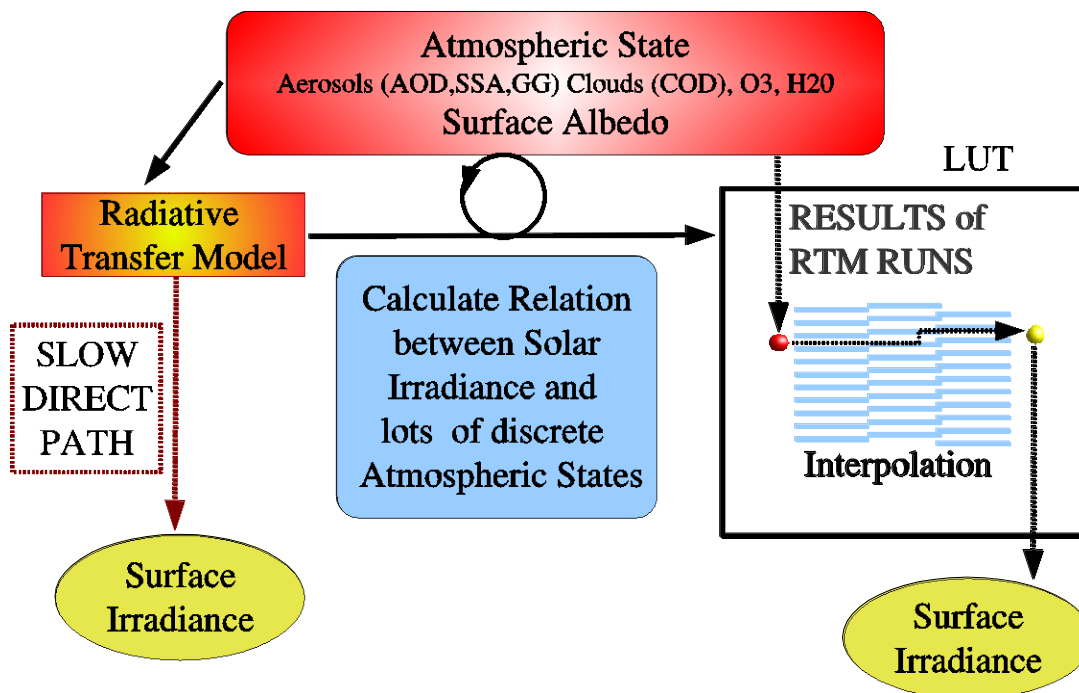 Atmospheric State
Aerosols (AOD,SSA,GG) Clouds (COD), O3, H20
Surface Albedo
LUT
Radiative
Transfer Model
RESULTS of
RTM RUNS
Calculate Relation
between Solar
Irradiance and
lots of discrete
Atmospheric States
SLOW
DIRECT
PATH
Interpolation
Surface
Irradiance
Surface
Irradiance